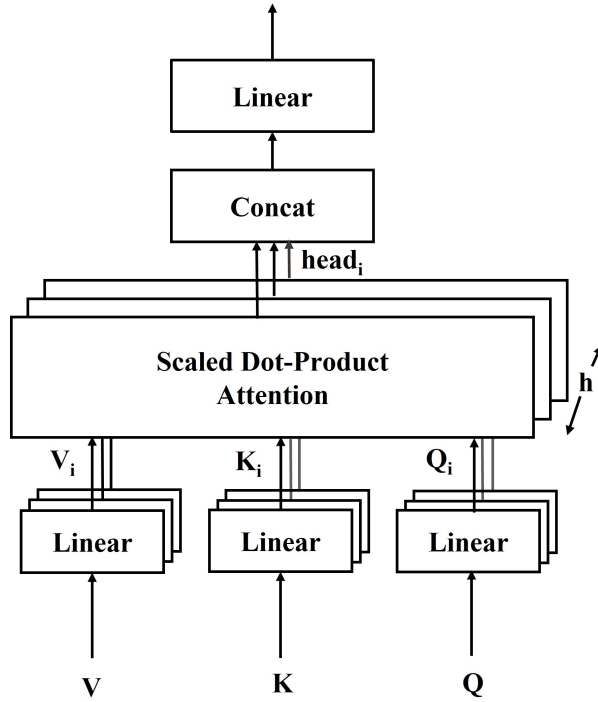 Linear
Concat
headᵢ
Scaled Dot-Product
Attention
h
Vᵢ
Kᵢ
Qᵢ
Linear
Linear
Linear
V
K
Q